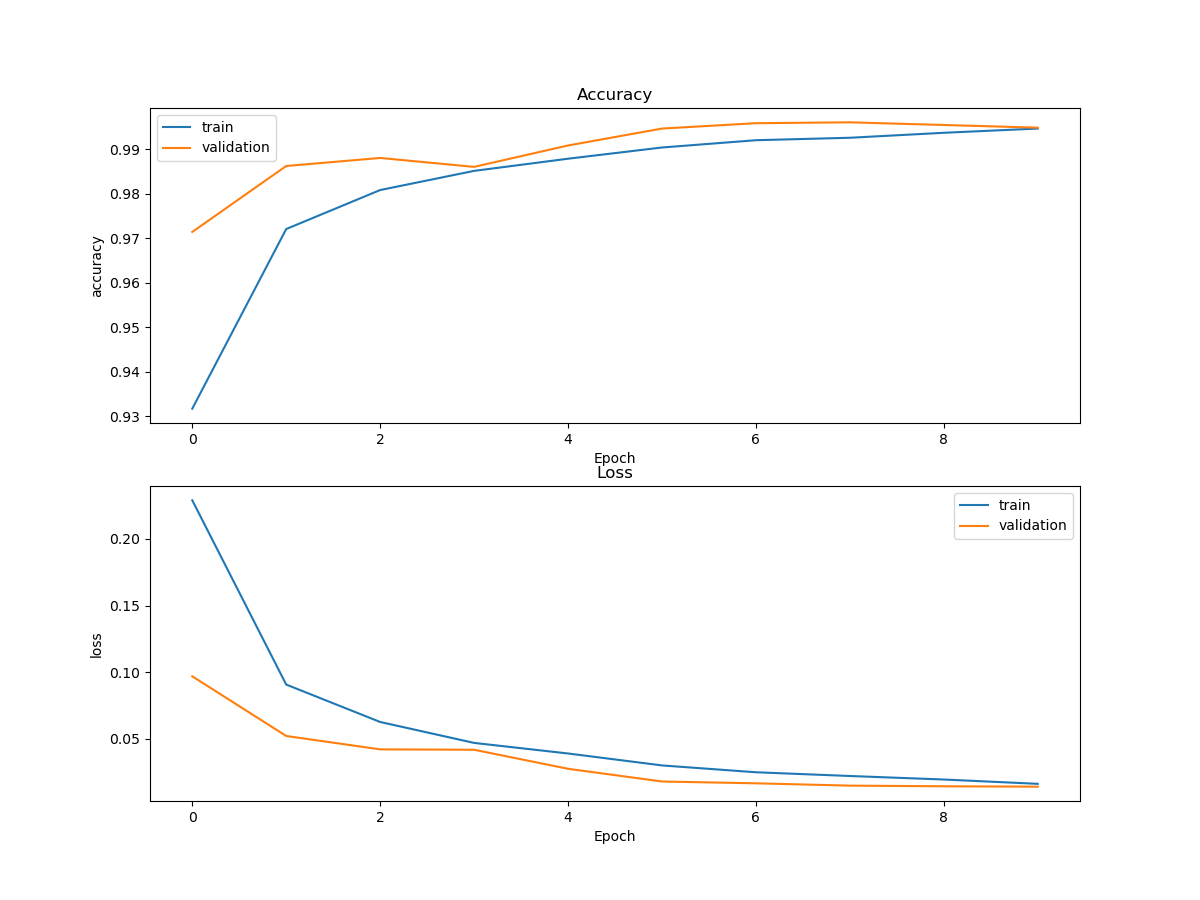 Accuracy
train
validation
0.99
0.98
0.97
0.96
0.95
0.94
0.93
accuracy
0 2 4 6 8
Epoch
Loss
train
validation
0.20
0.15
0.10
0.05
loss
0 2 4 6 8
Epoch